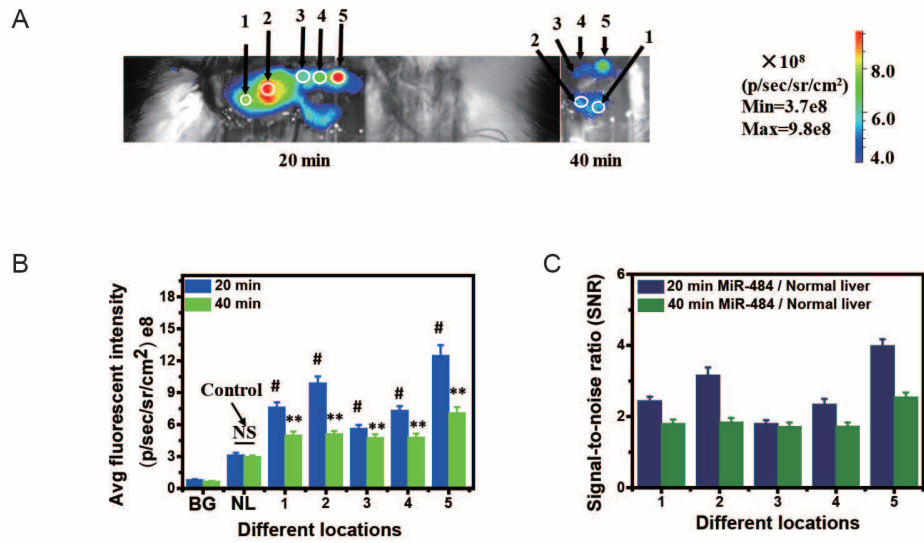 A
1 2 3 4 5
3 4 5
2 1
20 min
40 min
×10⁸
(p/sec/sr/cm²)
Min=3.7e8
Max=9.8e8
8.0
6.0
4.0
B
Avg fluorescent intensity
(p/sec/sr/cm²) e8
18
15
12
9
6
3
0
20 min
40 min
Control
NS
# ** # ** # ** # ** # **
BG NL 1 2 3 4 5
Different locations
C
Signal-to-noise ratio (SNR)
6
4
2
0
20 min MiR-484 / Normal liver
40 min MiR-484 / Normal liver
1 2 3 4 5
Different locations